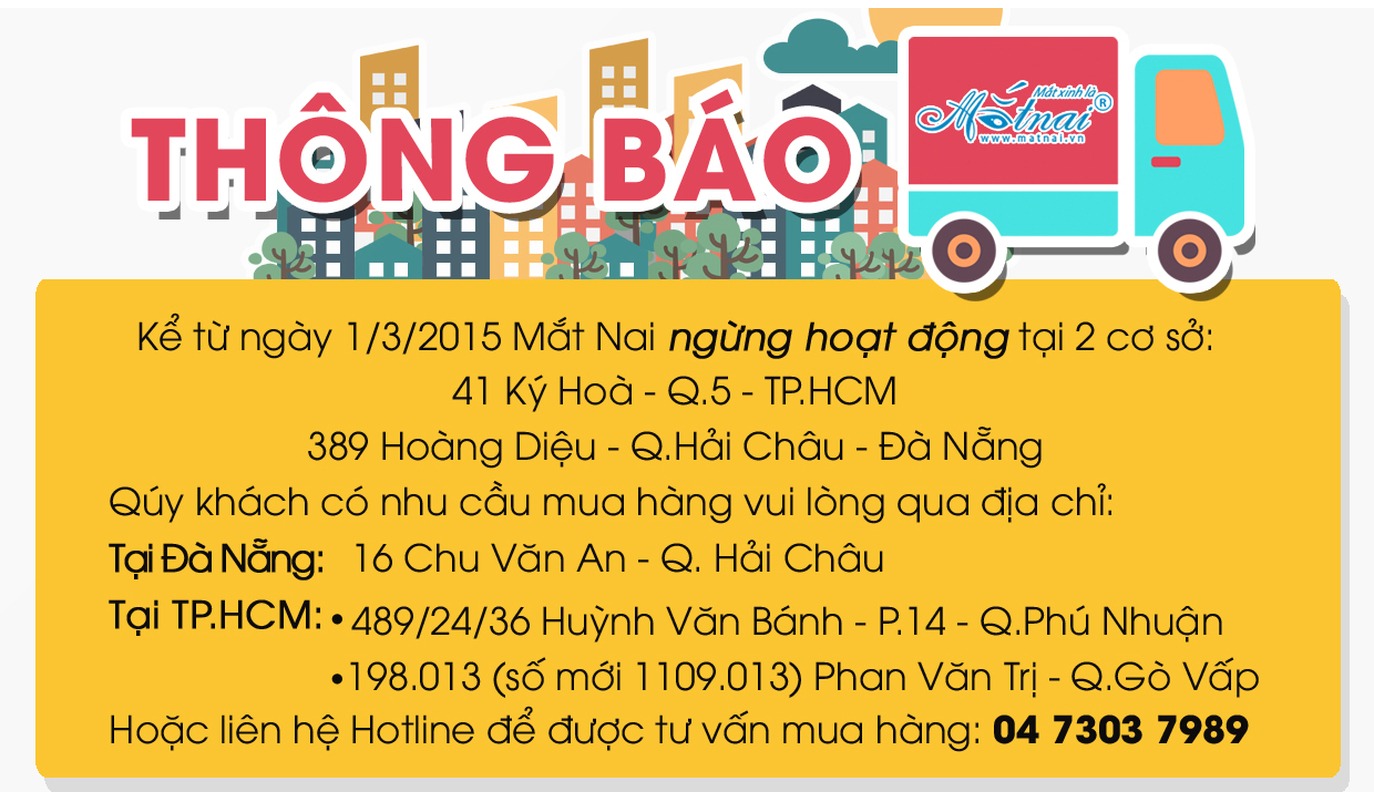 THÔNG BÁO
Mắt xinh là
Mắtnai®
www.matnai.vn
Kể từ ngày 1/3/2015 Mắt Nai ngừng hoạt động tại 2 cơ sở:
41 Ký Hoà - Q.5 - TP.HCM
389 Hoàng Diệu - Q.Hải Châu - Đà Nẵng
Qúy khách có nhu cầu mua hàng vui lòng qua địa chỉ:
Tại Đà Nẵng: 16 Chu Văn An - Q. Hải Châu
Tại TP.HCM: • 489/24/36 Huỳnh Văn Bánh - P.14 - Q.Phú Nhuận
•198.013 (số mới 1109.013) Phan Văn Trị - Q.Gò Vấp
Hoặc liên hệ Hotline để được tư vấn mua hàng: 04 7303 7989